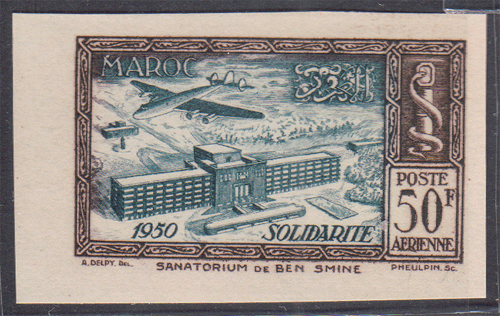 MAROC
1950 SOLIDARITE
POSTE
50F
AERIENNE
A. DELPY. DEL. SANATORIUM DE BEN SMINE PHEULPIN. SC.